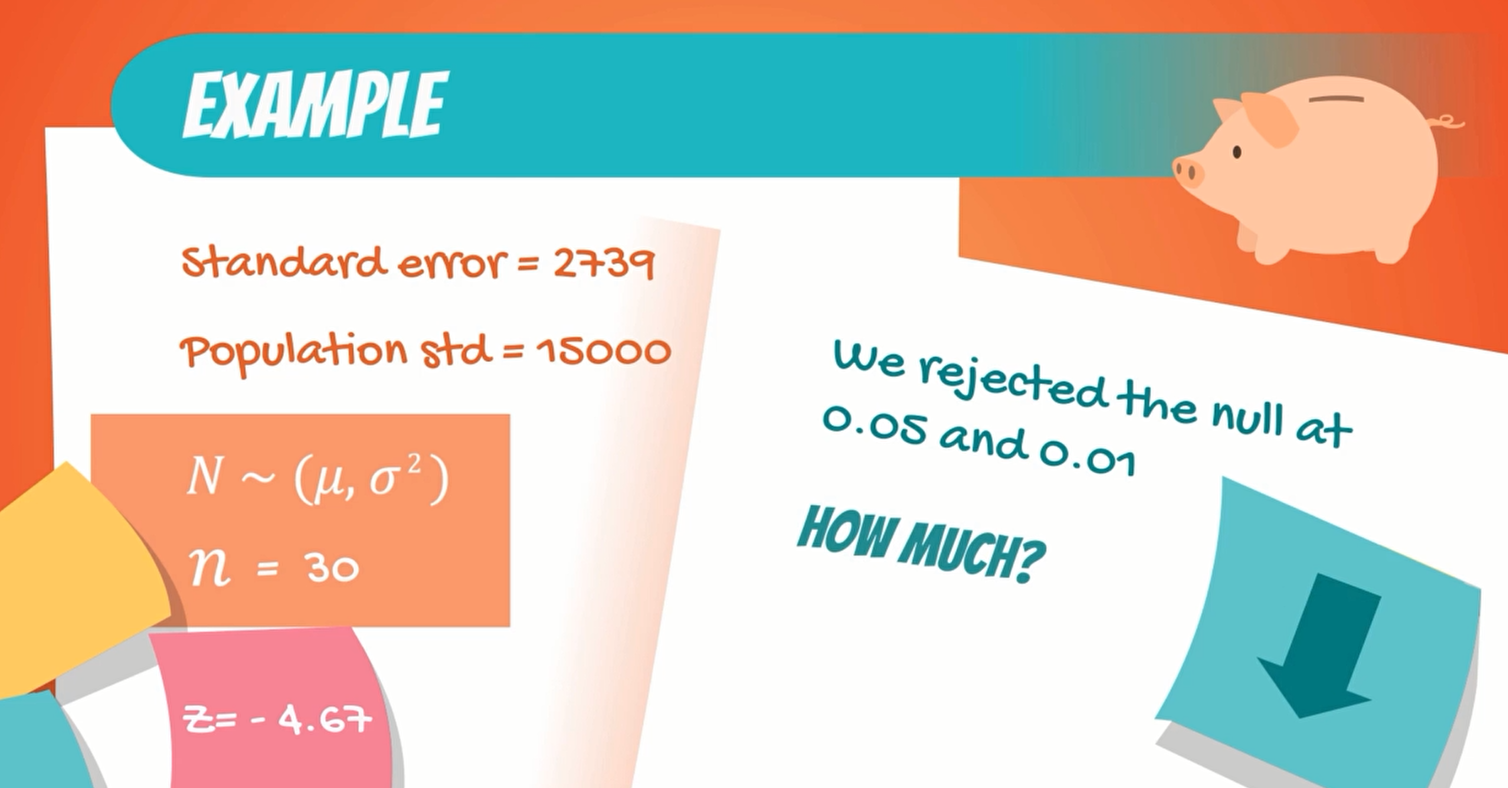 EXAMPLE
Standard error = 2739
Population std = 15000
N ~ (μ, σ²)
n = 30
Z= - 4.67
We rejected the null at
0.05 and 0.01
HOW MUCH?